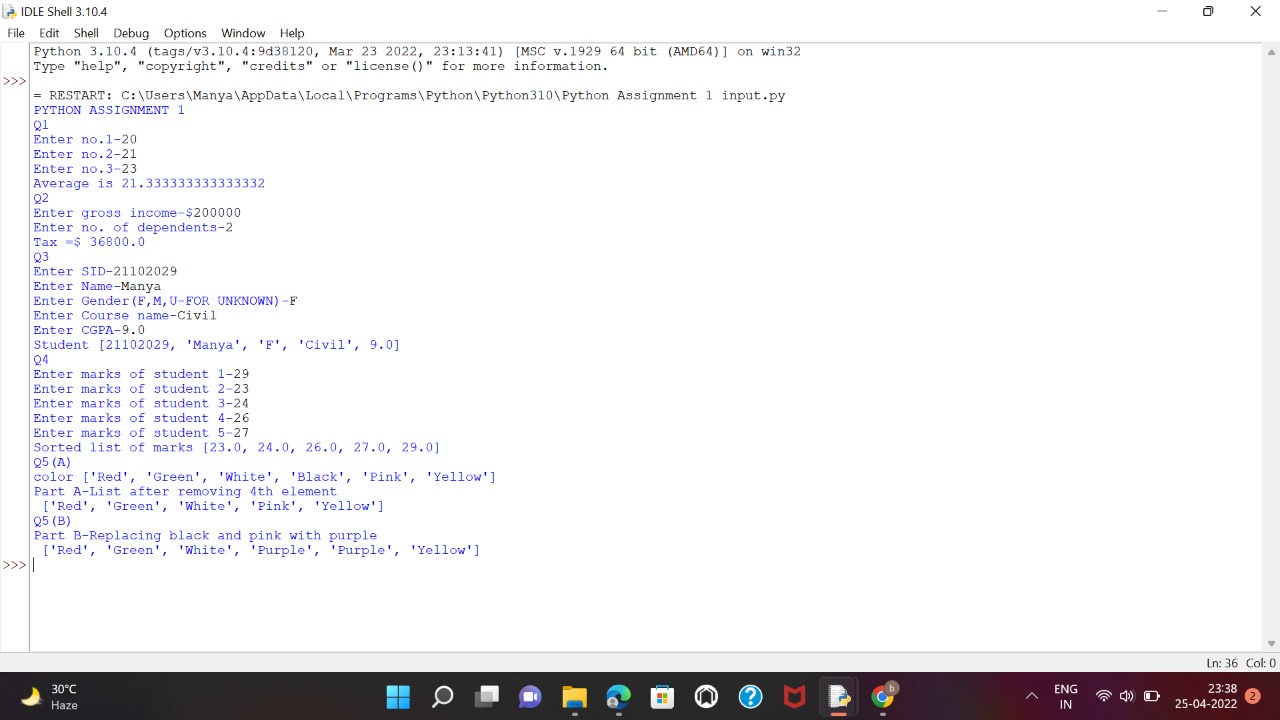 IDLE Shell 3.10.4
File Edit Shell Debug Options Window Help
Python 3.10.4 (tags/v3.10.4:9d38120, Mar 23 2022, 23:13:41) [MSC v.1929 64 bit (AMD64)] on win32
Type "help", "copyright", "credits" or "license()" for more information.
>>>
= RESTART: C:\Users\Manya\AppData\Local\Programs\Python\Python310\Python Assignment 1 input.py
PYTHON ASSIGNMENT 1
Q1
Enter no.1-20
Enter no.2-21
Enter no.3-23
Average is 21.333333333333332
Q2
Enter gross income-$200000
Enter no. of dependents-2
Tax =$ 36800.0
Q3
Enter SID-21102029
Enter Name-Manya
Enter Gender(F,M,U-FOR UNKNOWN)-F
Enter Course name-Civil
Enter CGPA-9.0
Student [21102029, 'Manya', 'F', 'Civil', 9.0]
Q4
Enter marks of student 1-29
Enter marks of student 2-23
Enter marks of student 3-24
Enter marks of student 4-26
Enter marks of student 5-27
Sorted list of marks [23.0, 24.0, 26.0, 27.0, 29.0]
Q5(A)
color ['Red', 'Green', 'White', 'Black', 'Pink', 'Yellow']
Part A-List after removing 4th element
['Red', 'Green', 'White', 'Pink', 'Yellow']
Q5(B)
Part B-Replacing black and pink with purple
['Red', 'Green', 'White', 'Purple', 'Purple', 'Yellow']
>>>
Ln: 36 Col: 0
30°C
Haze
b
ENG
IN
23:38
25-04-2022
2